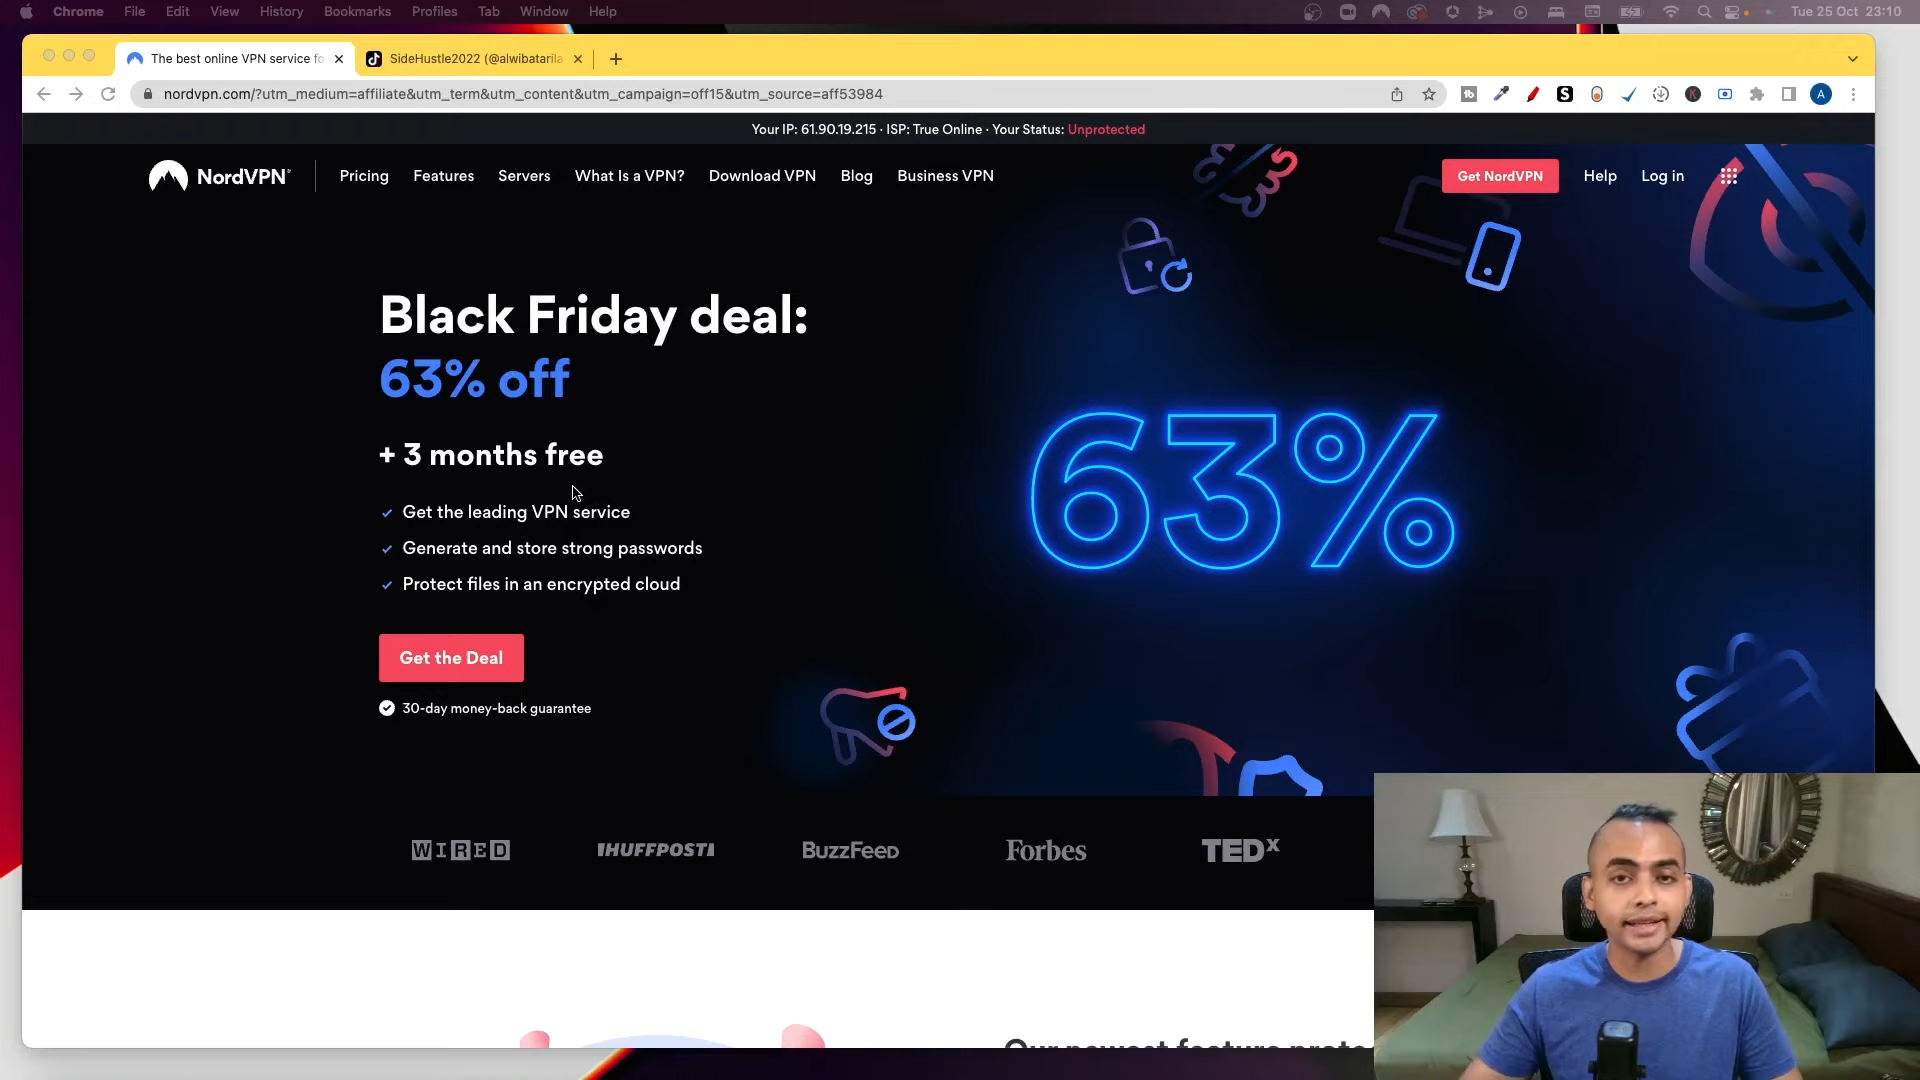 Chrome File Edit View History Bookmarks Profiles Tab Window Help Tue 25 Oct 23:10
The best online VPN service fo
SideHustle2022 (@alwibatarila
nordvpn.com/?utm_medium=affiliate&utm_term&utm_content&utm_campaign=off15&utm_source=aff53984
A
Your IP: 61.90.19.215 · ISP: True Online · Your Status: Unprotected
NordVPN® Pricing Features Servers What Is a VPN? Download VPN Blog Business VPN Get NordVPN Help Log in
Black Friday deal:
63% off
+ 3 months free
63%
Get the leading VPN service
Generate and store strong passwords
Protect files in an encrypted cloud
Get the Deal
30-day money-back guarantee
WIRED IHUFFPOSTI BuzzFeeD Forbes TEDx